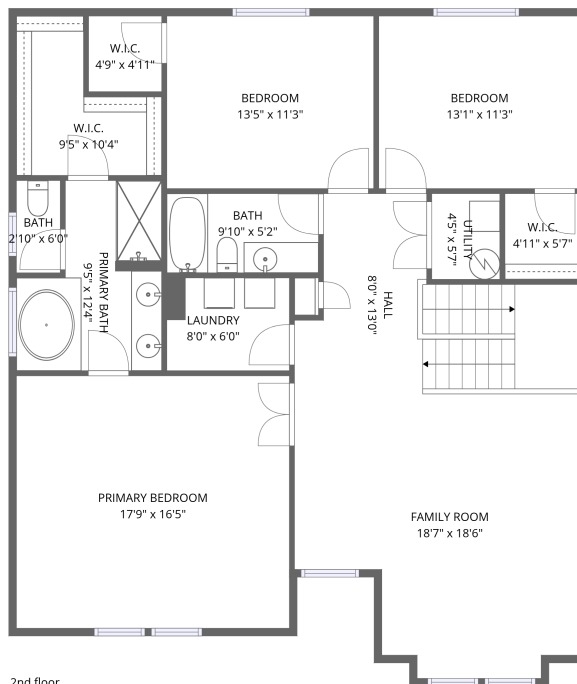 W.I.C.
4'9" x 4'11"
BEDROOM
13'5" x 11'3"
BEDROOM
13'1" x 11'3"
W.I.C.
9'5" x 10'4"
BATH
2'10" x 6'0"
PRIMARY BATH
9'5" x 12'4"
BATH
9'10" x 5'2"
UTILITY
4'5" x 5'7"
W.I.C.
4'11" x 5'7"
HALL
8'0" x 13'0"
LAUNDRY
8'0" x 6'0"
PRIMARY BEDROOM
17'9" x 16'5"
FAMILY ROOM
18'7" x 18'6"
2nd floor